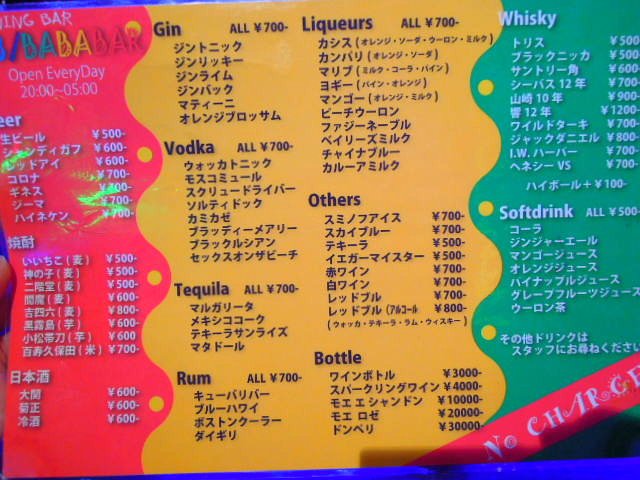 NING BAR
BABABAR
Open EveryDay
20:00~05:00
eer
生ビール ¥500-
シャンディガフ ¥600-
レッドアイ ¥600-
コロナ ¥700-
ギネス ¥700-
ジーマ ¥700-
ハイネケン ¥700-
焼酎
いいちこ(麦) ¥500-
神の子(麦) ¥500-
二階堂(麦) ¥500-
閻魔(麦) ¥600-
吉四六(麦) ¥800-
黒霧島(芋) ¥600-
小松帯刀(芋) ¥600-
百寿久保田(米) ¥700-
日本酒
大関 ¥600-
菊正 ¥600-
冷酒 ¥600-
Gin ALL ¥700-
ジントニック
ジンリッキー
ジンライム
ジンバック
マティーニ
オレンジブロッサム
Vodka ALL ¥700-
ウォッカトニック
モスコミュール
スクリュードライバー
ソルティドック
カミカゼ
ブラッディーメアリー
ブラックルシアン
セックスオンザビーチ
Tequila ALL ¥700-
マルガリータ
メキシココーク
テキーラサンライズ
マタドール
Rum ALL ¥700-
キューバリバー
ブルーハワイ
ボストンクーラー
ダイギリ
Liqueurs ALL ¥700-
カシス(オレンジ・ソーダ・ウーロン・ミルク)
カンパリ(オレンジ・ソーダ)
マリブ(ミルク・コーラ・パイン)
ヨギー(パイン・オレンジ)
マンゴー(オレンジ・ミルク)
ピーチウーロン
ファジーネーブル
ベイリーズミルク
チャイナブルー
カルーアミルク
Others
スミノフアイス ¥700-
スカイブルー ¥700-
テキーラ ¥500-
イエガーマイスター ¥500-
赤ワイン ¥700-
白ワイン ¥700-
レッドブル ¥700-
レッドブル(アルコール ¥800-
(ウォッカ・テキーラ・ラム・ウィスキー)
Bottle
ワインボトル ¥3000-
スパークリングワイン ¥4000-
モエ エ シャンドン ¥10000-
モエ ロゼ ¥20000-
ドンペリ ¥30000-
Whisky
トリス ¥500
ブラックニッカ ¥500
サントリー角 ¥600-
シーバス12年 ¥700-
山崎10年 ¥900-
響12年 ¥1200-
ワイルドターキ ¥700-
ジャックダニエル ¥800-
I.W.ハーパー ¥700-
ヘネシーVS ¥700-
ハイボール+¥100-
Softdrink ALL ¥500
コーラ
ジンジャーエール
マンゴージュース
オレンジジュース
パイナップルジュース
グレープフルーツジュース
ウーロン茶
その他ドリンクは
スタッフにお尋ねください
No CHARGE